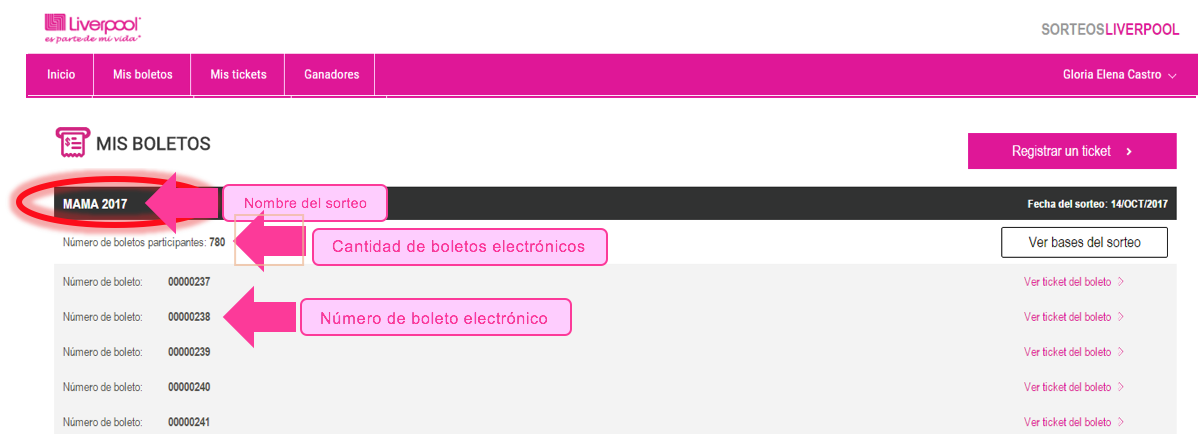 Liverpool
es parte de mi vida
SORTEOSLIVERPOOL
Inicio Mis boletos Mis tickets Ganadores Gloria Elena Castro
MIS BOLETOS
Registrar un ticket
MAMA 2017 Nombre del sorteo Fecha del sorteo: 14/OCT/2017
Número de boletos participantes: 780 Cantidad de boletos electrónicos Ver bases del sorteo
Número de boleto: 00000237 Ver ticket del boleto
Número de boleto: 00000238 Número de boleto electrónico Ver ticket del boleto
Número de boleto: 00000239 Ver ticket del boleto
Número de boleto: 00000240 Ver ticket del boleto
Número de boleto: 00000241 Ver ticket del boleto